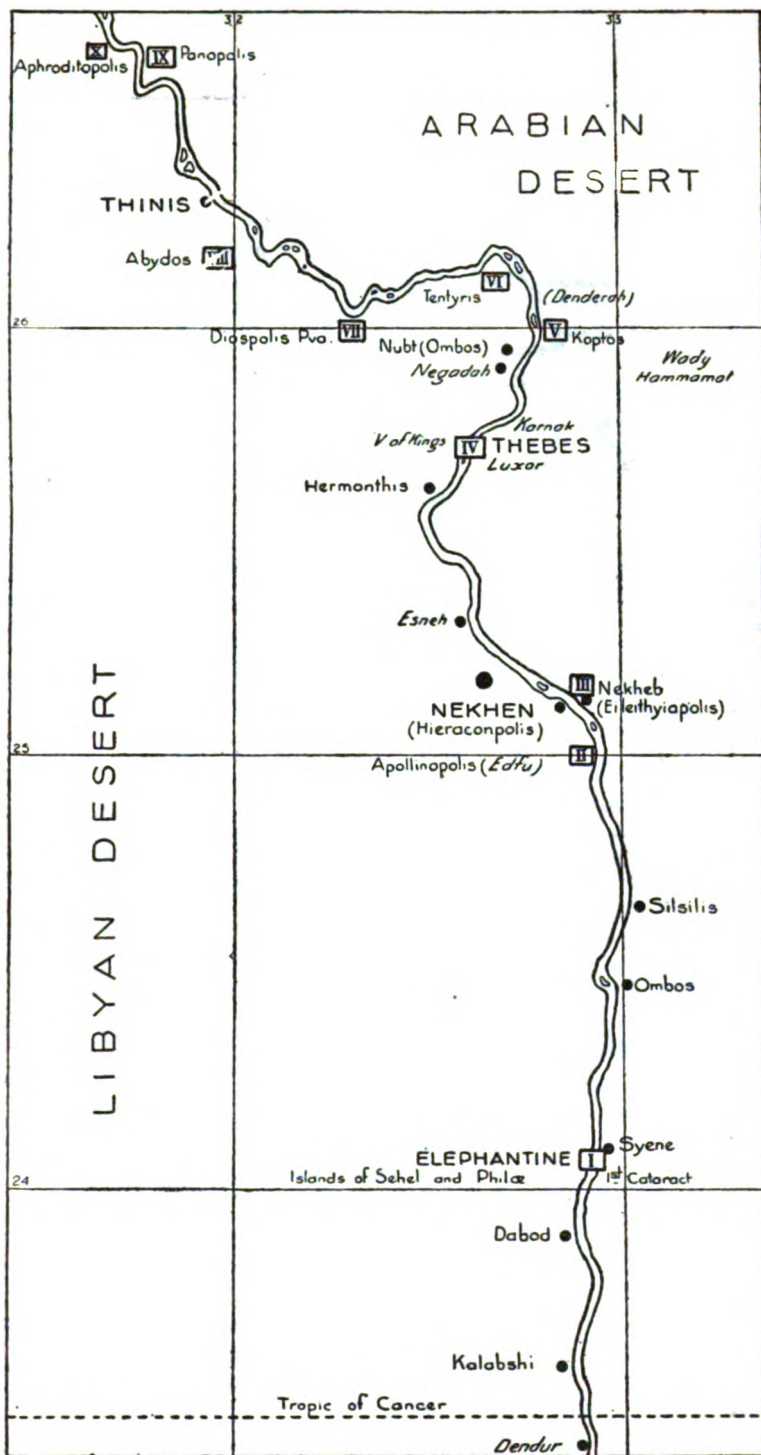 32
33
X
IX
Panopolis
Aphroditopolis
ARABIAN
DESERT
THINIS
Abydos
VIII
Tentyris
VI
(Denderah)
26
Diospolis Pva.
VII
V
Koptos
Nubt (Ombos)
Negadah
Wady
Hammamat
Karnak
V of Kings
IV
THEBES
Luxor
Hermonthis
Esneh
III
Nekheb
(Eileithyiapolis)
NEKHEN
(Hieraconpolis)
25
Apollinopolis (Edfu)
II
LIBYAN DESERT
Silsilis
Ombos
Syene
ELEPHANTINE
I
Islands of Sehel and Philæ
1st Cataract
24
Dabod
Kalabshi
Tropic of Cancer
Dendur